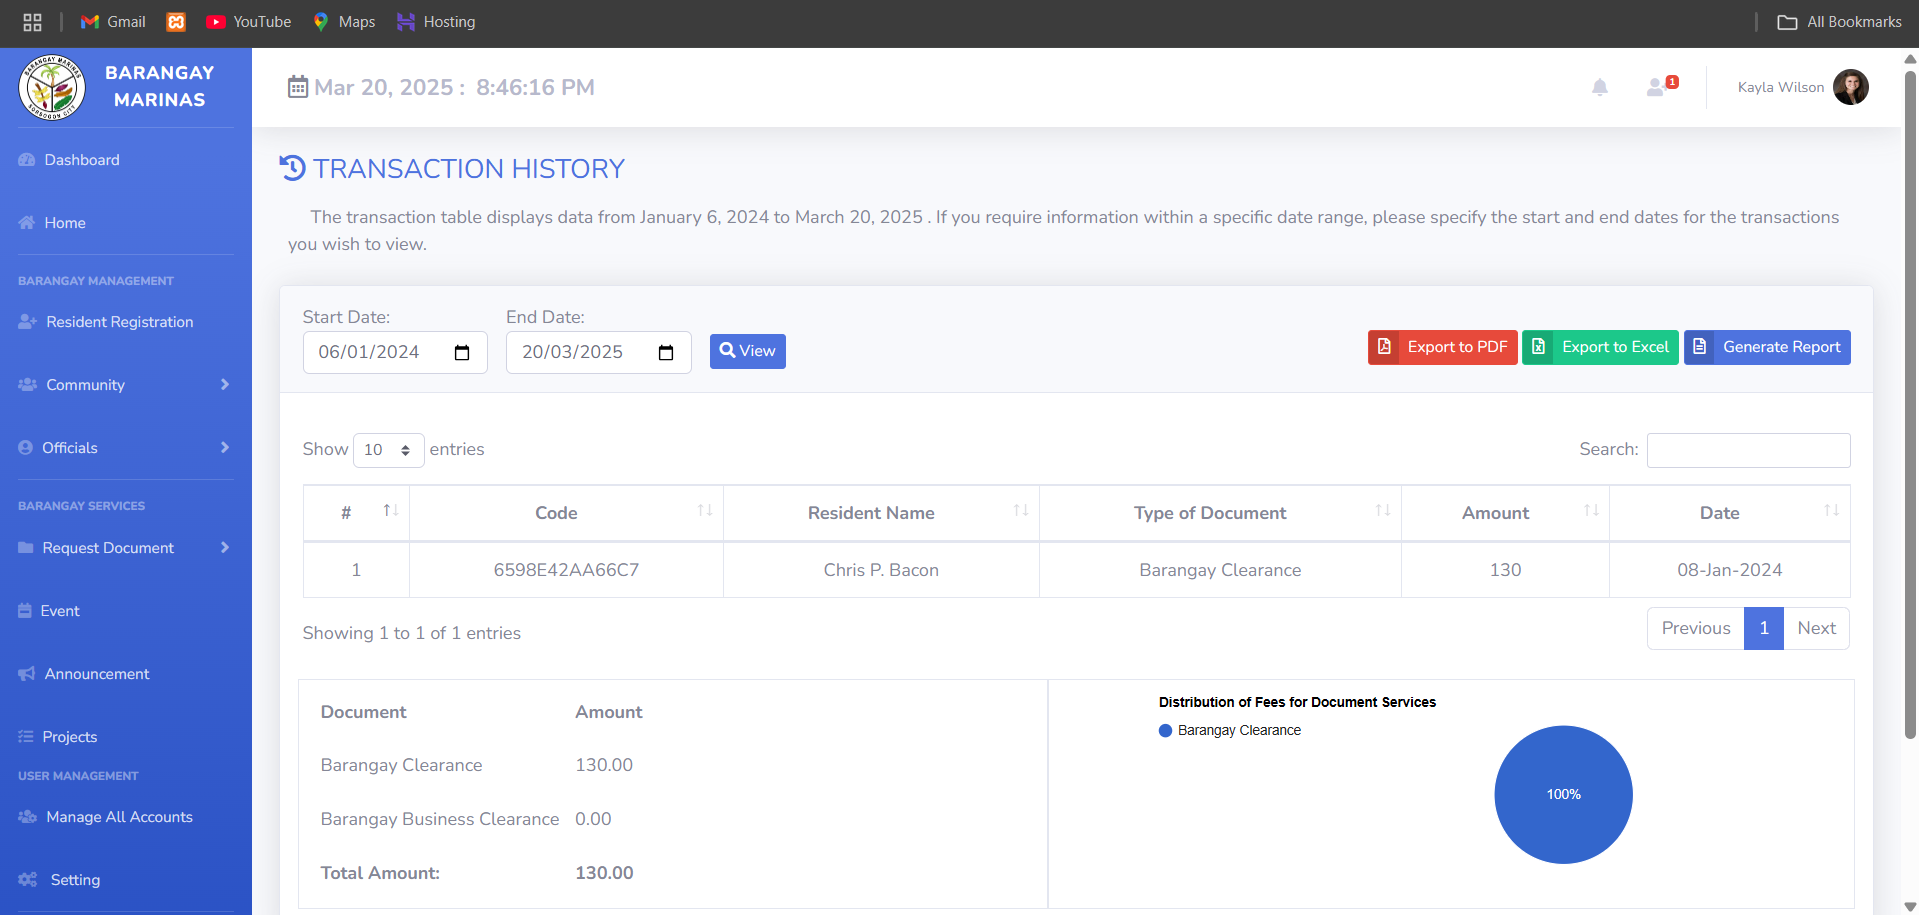 Gmail
YouTube
Maps
Hosting
All Bookmarks
BARANGAY MARINAS
SORSOGON CITY
BARANGAY
MARINAS
Mar 20, 2025 : 8:46:16 PM
1
Kayla Wilson
Dashboard
Home
BARANGAY MANAGEMENT
Resident Registration
Community
Officials
BARANGAY SERVICES
Request Document
Event
Announcement
Projects
USER MANAGEMENT
Manage All Accounts
Setting
TRANSACTION HISTORY
The transaction table displays data from January 6, 2024 to March 20, 2025 . If you require information within a specific date range, please specify the start and end dates for the transactions
you wish to view.
Start Date:
End Date:
06/01/2024
20/03/2025
View
Export to PDF
Export to Excel
Generate Report
Show 10 entries
Search:
# Code Resident Name Type of Document Amount Date
1 6598E42AA66C7 Chris P. Bacon Barangay Clearance 130 08-Jan-2024
Showing 1 to 1 of 1 entries
Previous 1 Next
Document Amount
Barangay Clearance 130.00
Barangay Business Clearance 0.00
Total Amount: 130.00
Distribution of Fees for Document Services
Barangay Clearance
100%